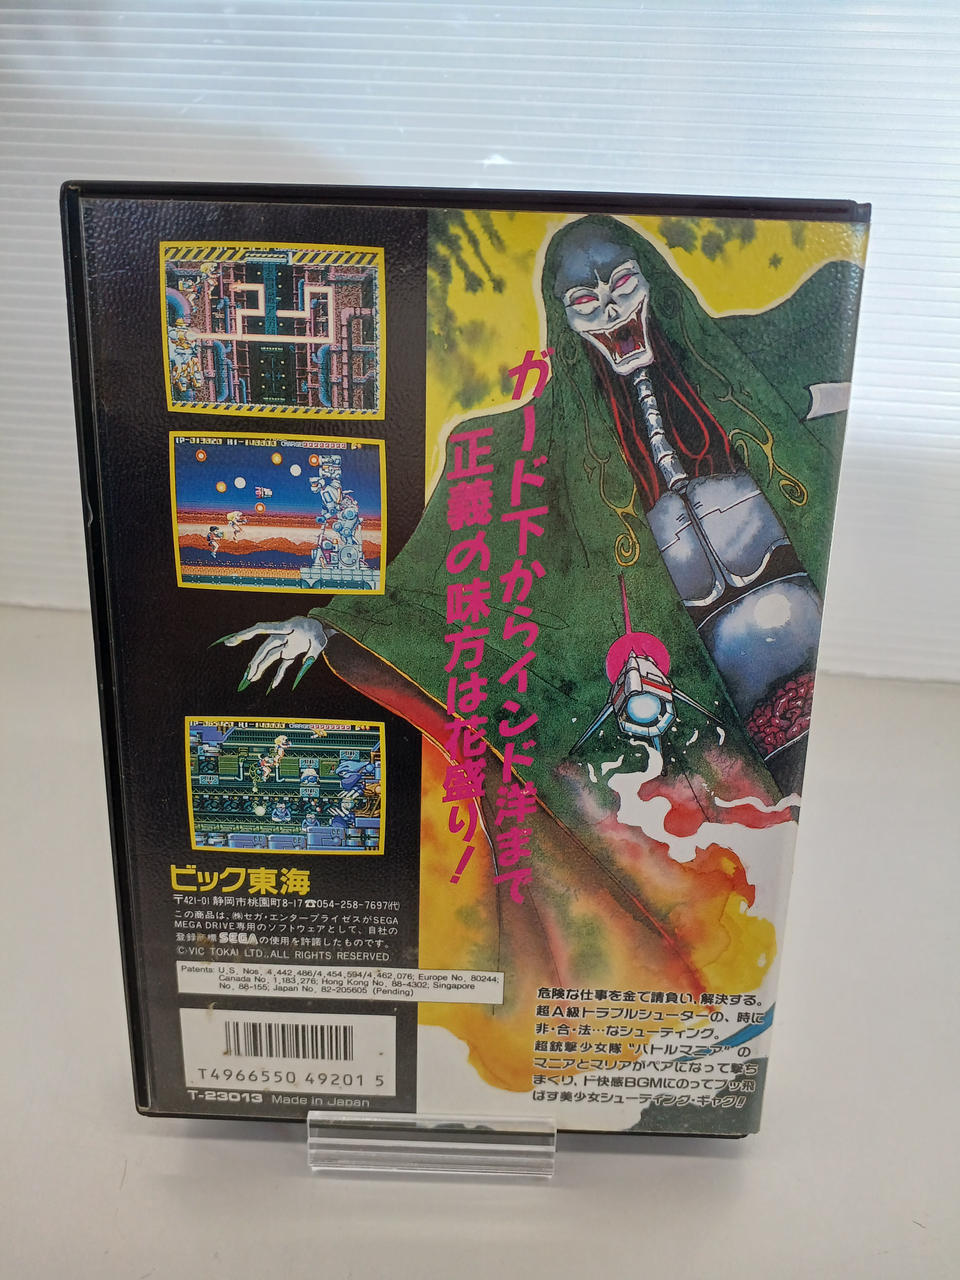 ガード下からインド洋まで
正義の味方は花盛り!
ビック東海
〒421-01 静岡市桃園町8-17 ☎054-258-7697(代)
この商品は、㈱セガ・エンタープライゼスがSEGA
MEGA DRIVE専用のソフトウェアとして、自社の
登録商標SEGAの使用を許諾したものです。
©VIC TOKAI LTD., ALL RIGHTS RESERVED
Patents: U.S. Nos. 4,442,486/4,454,594/4,462,076; Europe No. 80244;
Canada No. 1,183,276; Hong Kong No. 88-4302; Singapore
No. 88-155; Japan No. 82-205605 (Pending)
T4966550 49201 5
T-23013 Made in Japan
危険な仕事を金で請負い、解決する。
超A級トラブルシューターの、時に
非・合・法…なシューティング。
超銃撃少女隊“バトルマニア”の
マニアとマリアがペアになって撃ち
まくり、ド快感BGMにのってブッ飛
ばす美少女シューティング・ギャグ!!